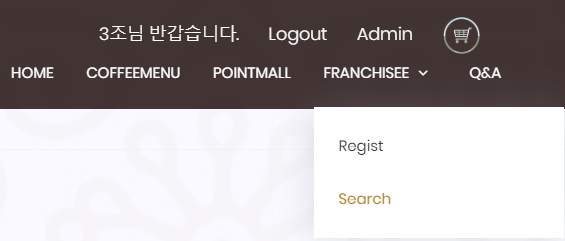 3조님 반갑습니다. Logout Admin
HOME COFFEEMENU POINTMALL FRANCHISEE Q&A
Regist
Search